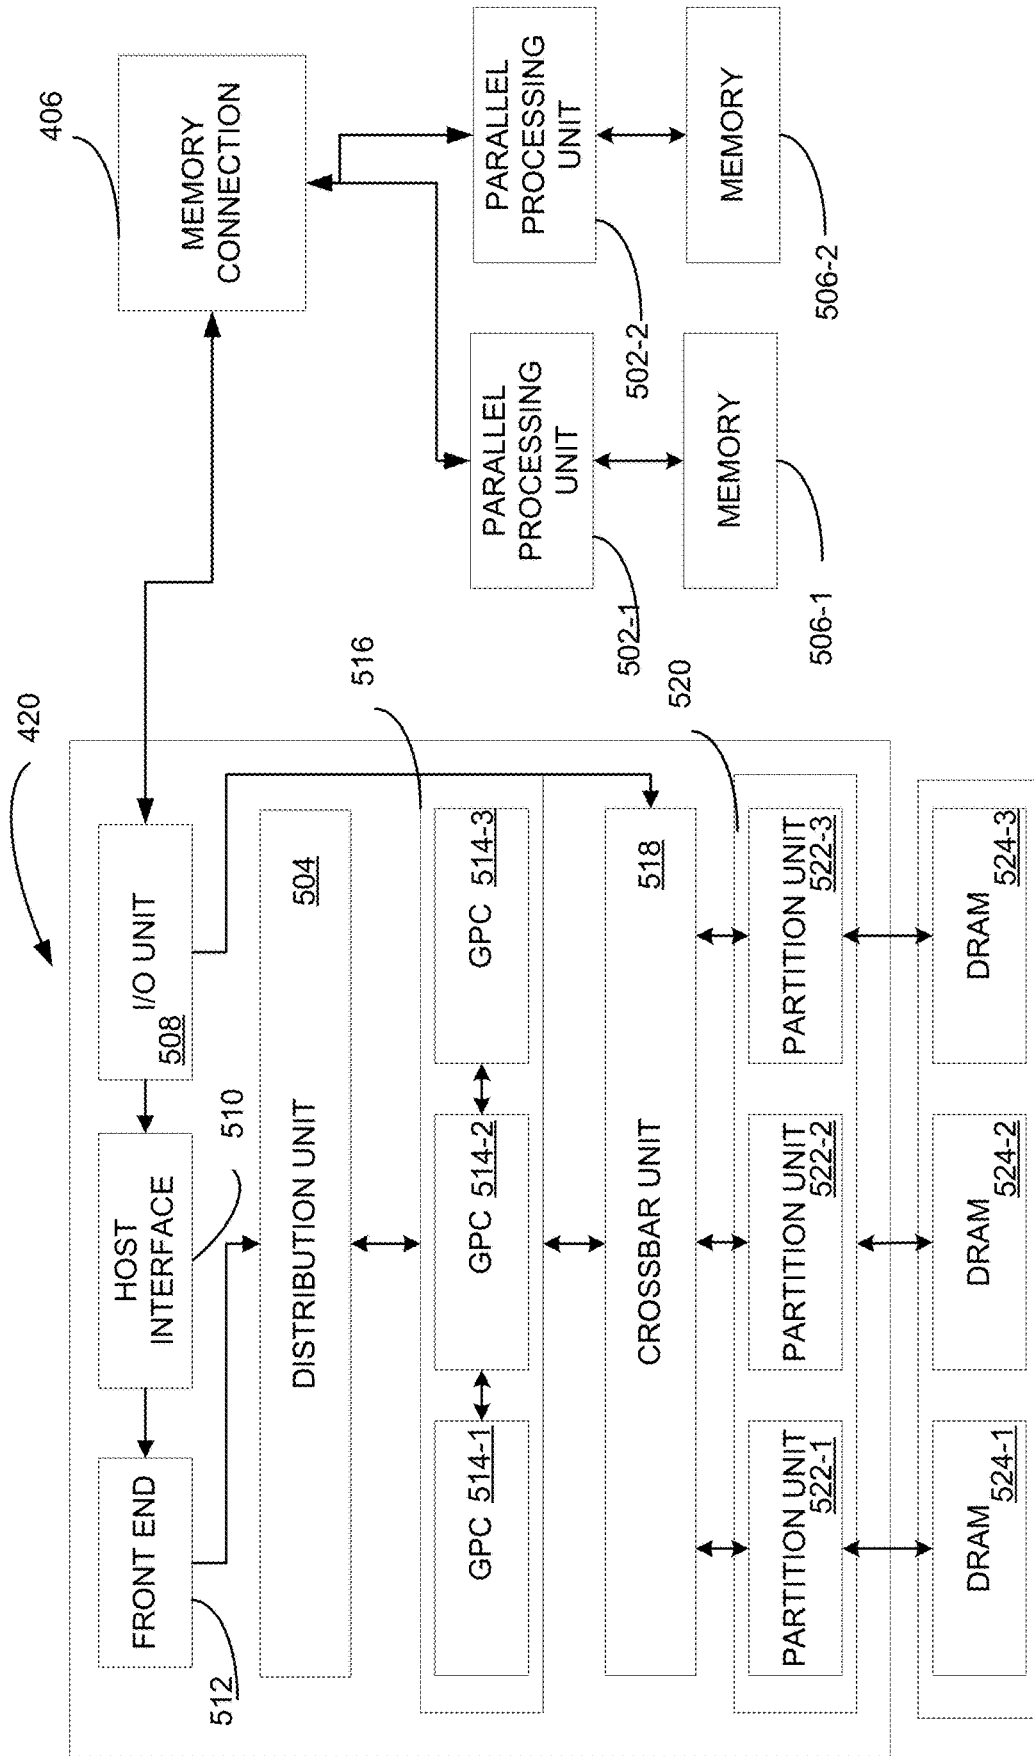 420
I/O UNIT
508
HOST
INTERFACE
510
FRONT END
512
504
DISTRIBUTION UNIT
516
GPC 514-1
GPC 514-2
GPC 514-3
518
CROSSBAR UNIT
520
PARTITION UNIT
522-1
PARTITION UNIT
522-2
PARTITION UNIT
522-3
DRAM
524-1
DRAM
524-2
DRAM
524-3
406
MEMORY
CONNECTION
PARALLEL
PROCESSING
UNIT
502-1
PARALLEL
PROCESSING
UNIT
502-2
MEMORY
506-1
MEMORY
506-2